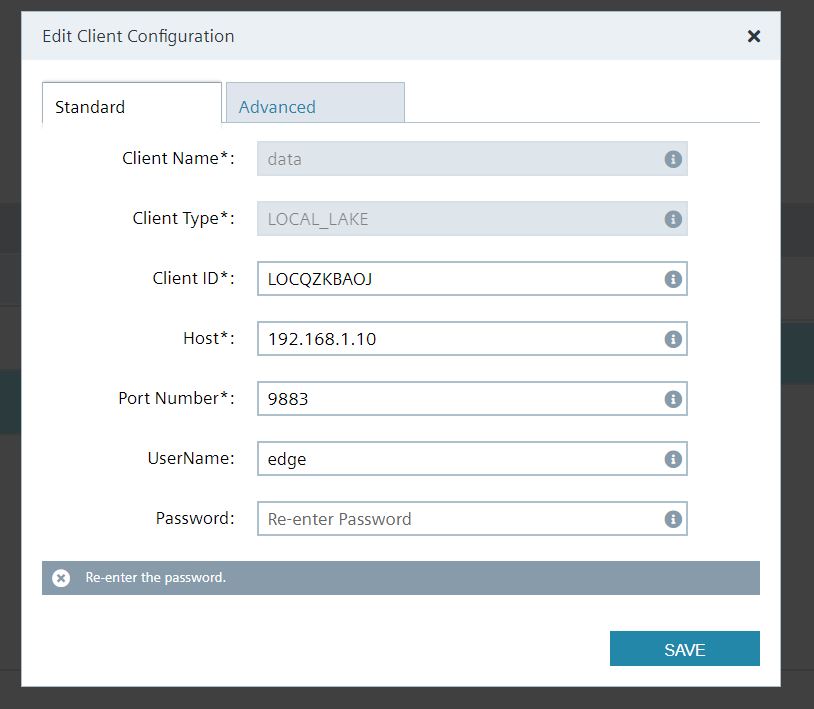 Edit Client Configuration
Standard
Advanced
Client Name*: data
Client Type*: LOCAL_LAKE
Client ID*: LOCQZKBAOJ
Host*: 192.168.1.10
Port Number*: 9883
UserName: edge
Password: Re-enter Password
Re-enter the password.
SAVE